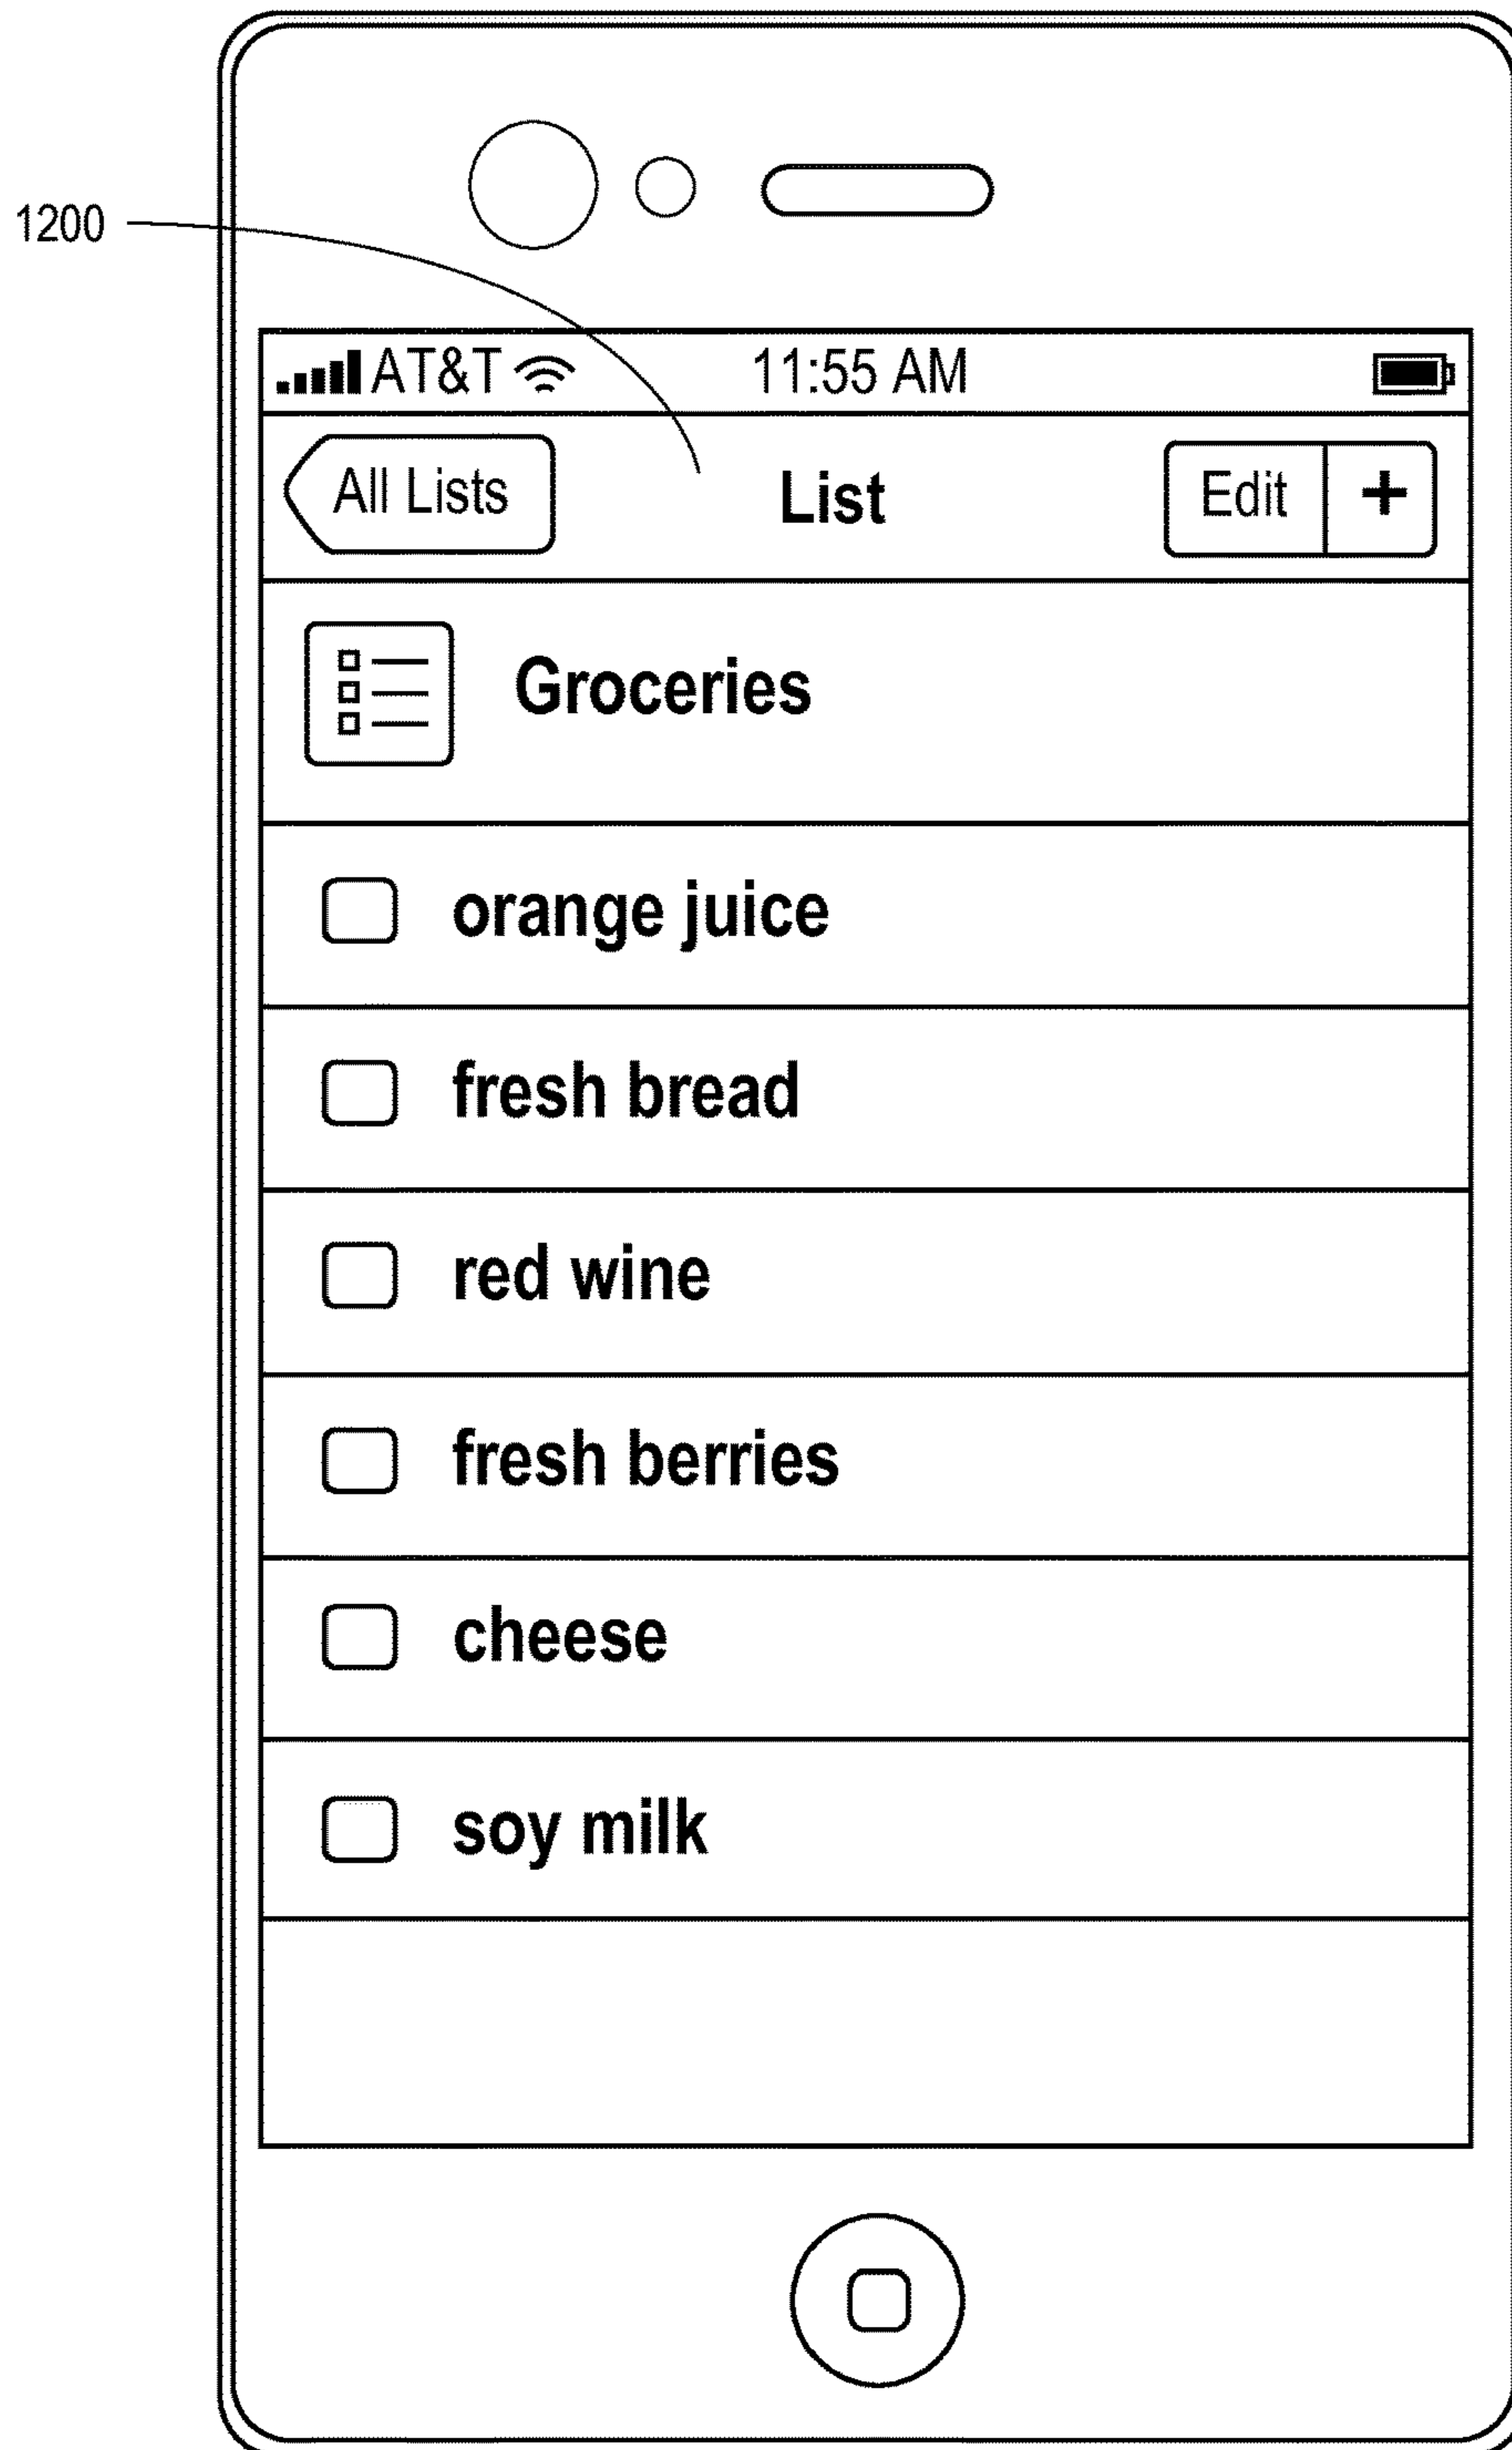 1200
AT&T 11:55 AM
All Lists List Edit +
Groceries
orange juice
fresh bread
red wine
fresh berries
cheese
soy milk